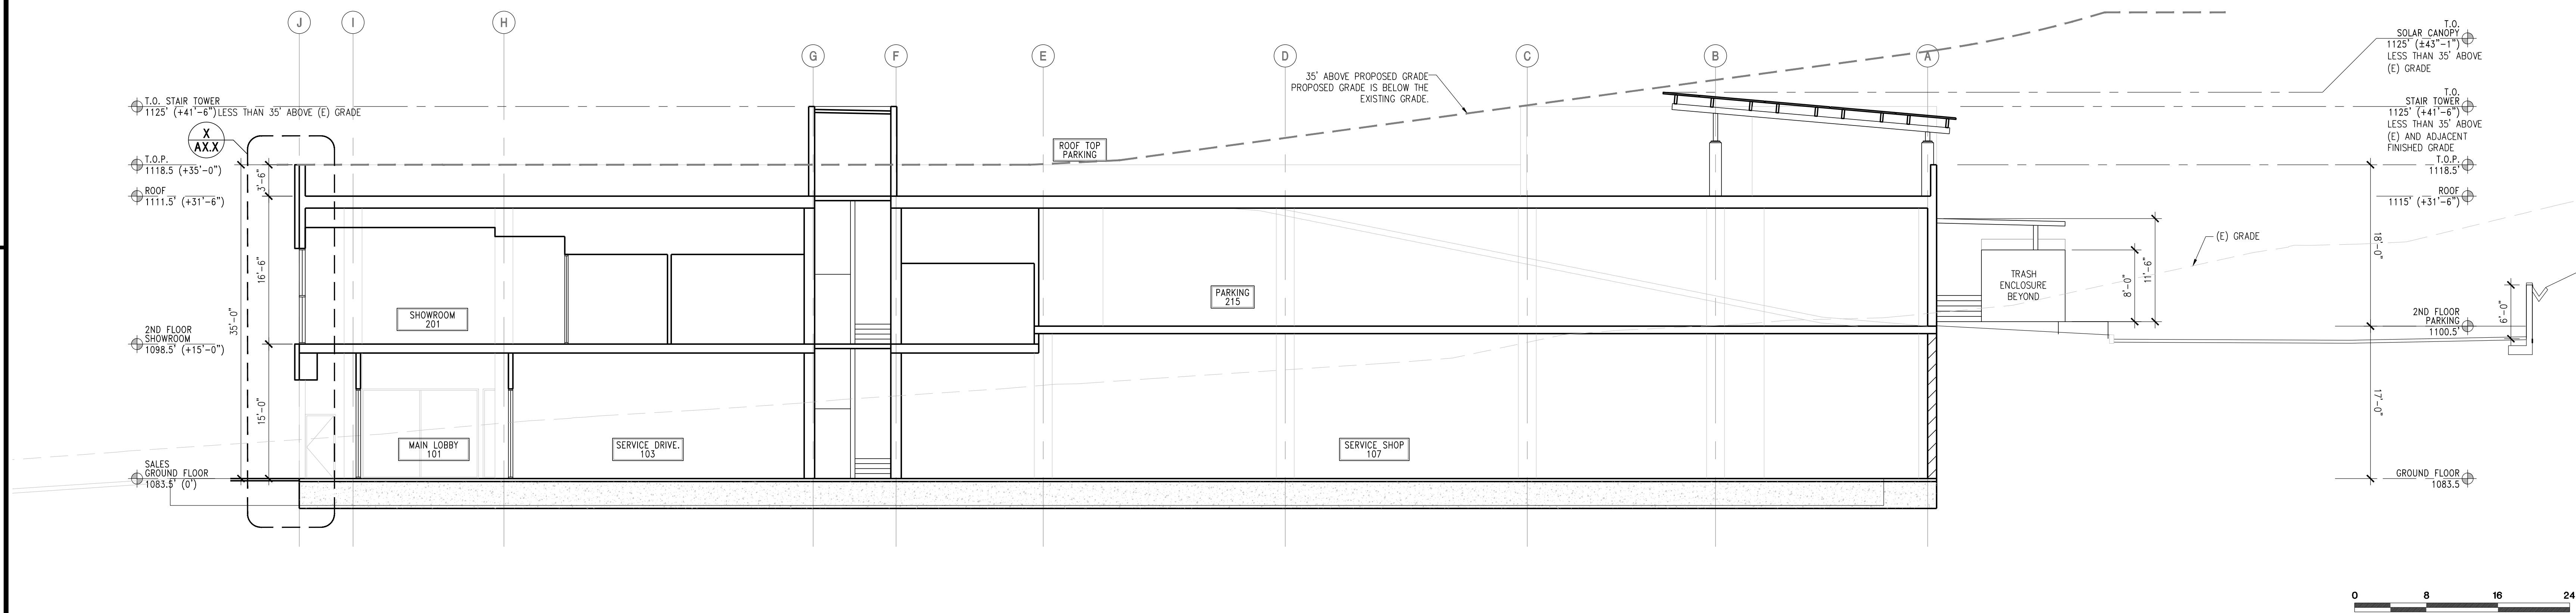 J
I
H
G
F
E
D
C
B
A
T.O. STAIR TOWER
1125' (+41'-6")LESS THAN 35' ABOVE (E) GRADE
X
AX.X
T.O.P.
1118.5 (+35'-0")
ROOF
1111.5' (+31'-6")
2ND FLOOR
SHOWROOM
1098.5' (+15'-0")
SALES
GROUND FLOOR
1083.5' (0')
3'-6"
16'-6"
35'-0"
15'-0"
35' ABOVE PROPOSED GRADE
PROPOSED GRADE IS BELOW THE
EXISTING GRADE.
ROOF TOP
PARKING
SHOWROOM
201
PARKING
215
MAIN LOBBY
101
SERVICE DRIVE.
103
SERVICE SHOP
107
TRASH
ENCLOSURE
BEYOND
8'-0"
11'-6"
(E) GRADE
T.O.
SOLAR CANOPY
1125' (±43"-1")
LESS THAN 35' ABOVE
(E) GRADE
T.O.
STAIR TOWER
1125' (+41'-6")
LESS THAN 35' ABOVE
(E) AND ADJACENT
FINISHED GRADE
T.O.P.
1118.5'
ROOF
1115' (+31'-6")
18'-0"
2ND FLOOR
PARKING
1100.5'
6'-0"
17'-0"
GROUND FLOOR
1083.5
0 8 16 24